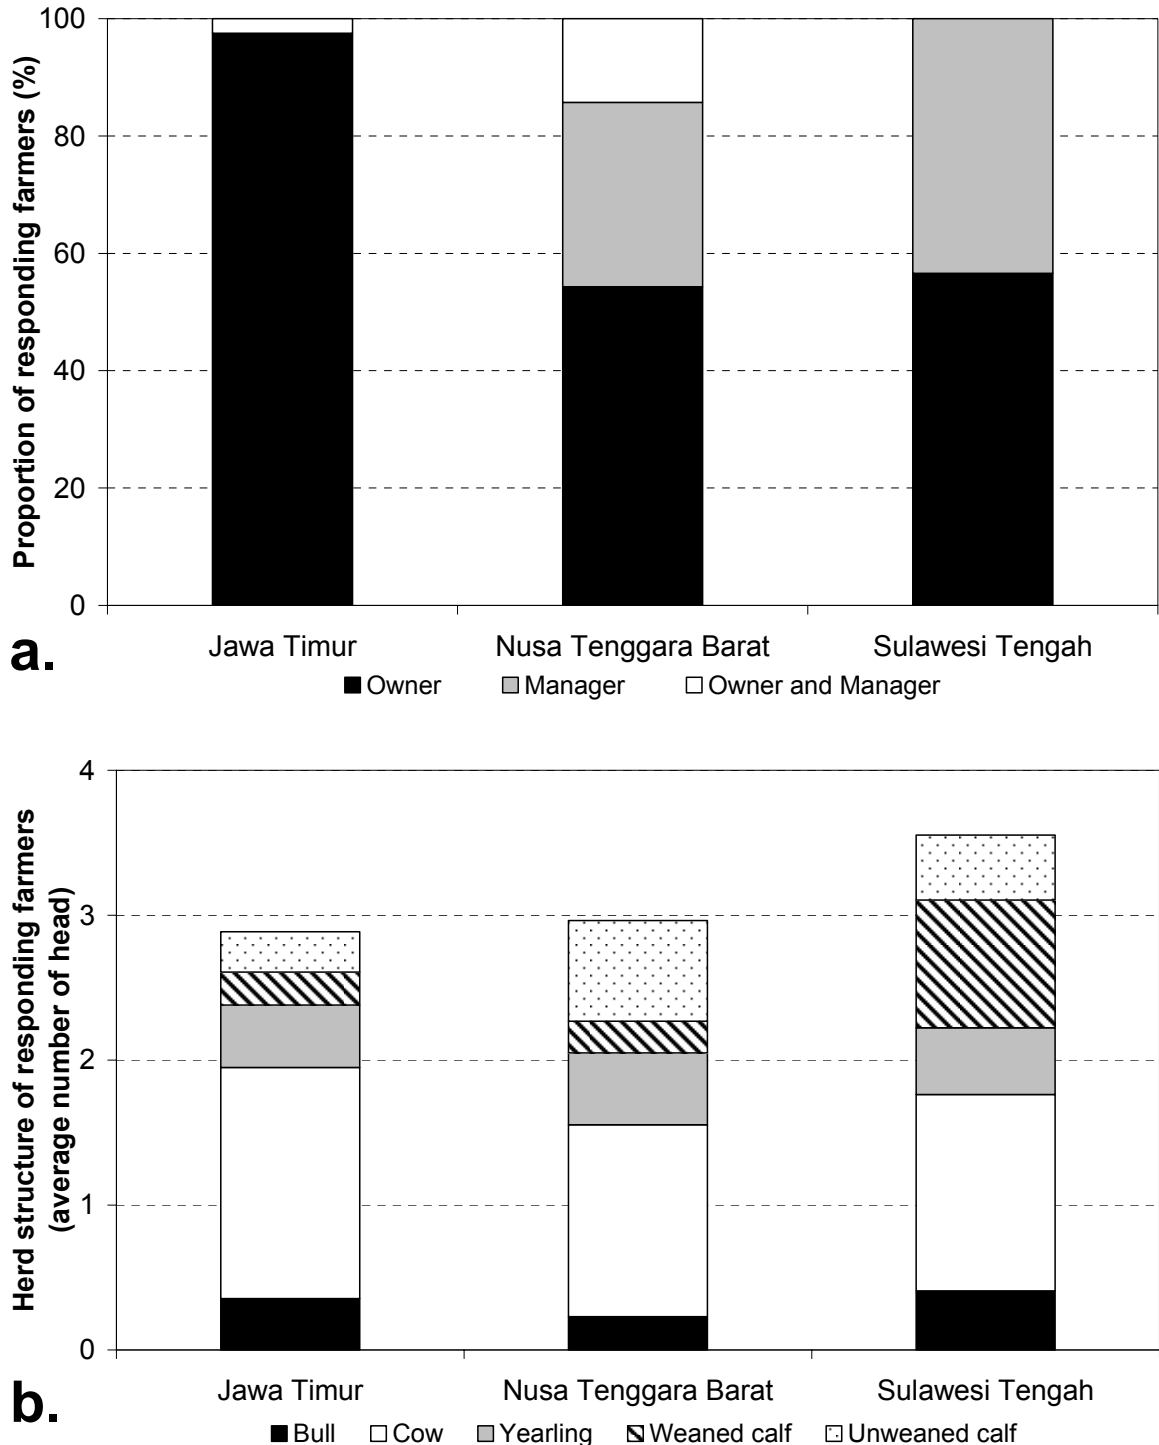 Proportion of responding farmers (%)
100
80
60
40
20
0
Jawa Timur Nusa Tenggara Barat Sulawesi Tengah
a.
Owner Manager Owner and Manager
Herd structure of responding farmers
(average number of head)
4
3
2
1
0
Jawa Timur Nusa Tenggara Barat Sulawesi Tengah
b.
Bull Cow Yearling Weaned calf Unweaned calf